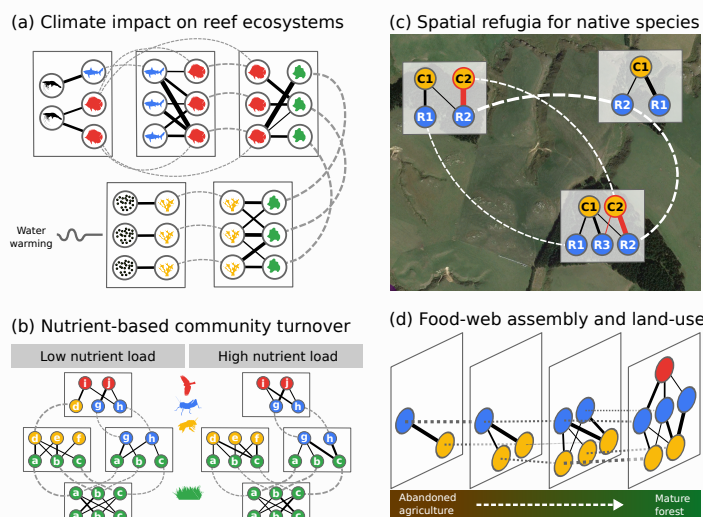 (a) Climate impact on reef ecosystems
Water
warming
(b) Nutrient-based community turnover
Low nutrient load
High nutrient load
i j
d g h
d e f
g h
a b c
a b c
a b c
a b c
i j
g h
d e f
g h
a b c
a b c
a b c
a b c
(c) Spatial refugia for native species
C1 C2
R1 R2
C1
R2 R1
C1 C2
R1 R3 R2
(d) Food-web assembly and land-use
Abandoned
agriculture
Mature
forest